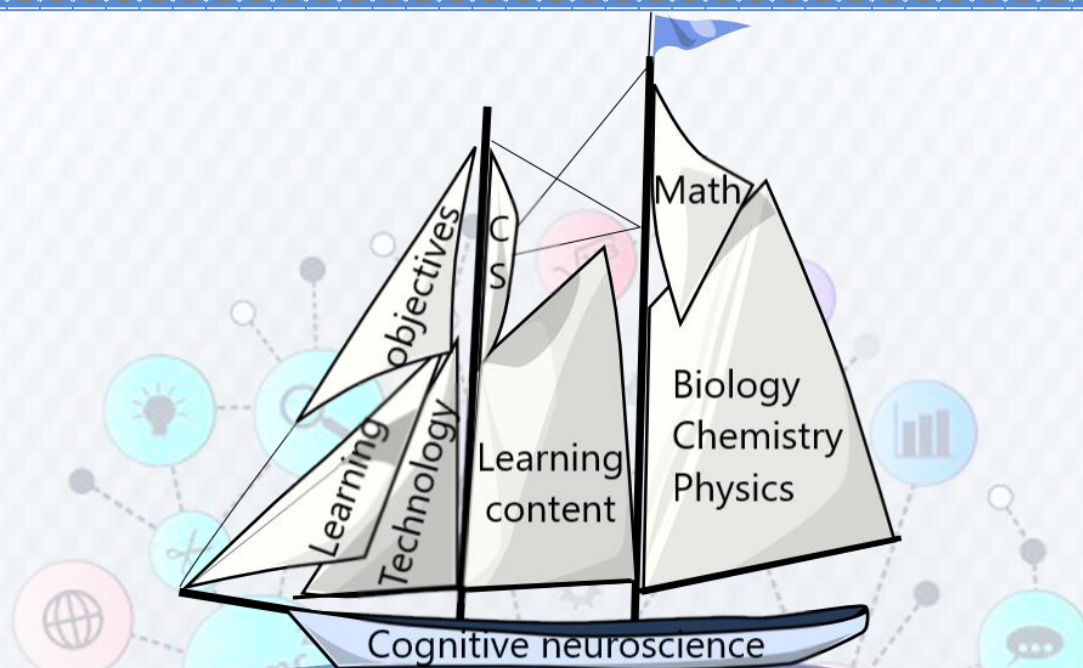 objectives
C
S
Math
Learning
Technology
Learning
content
Biology
Chemistry
Physics
Cognitive neuroscience